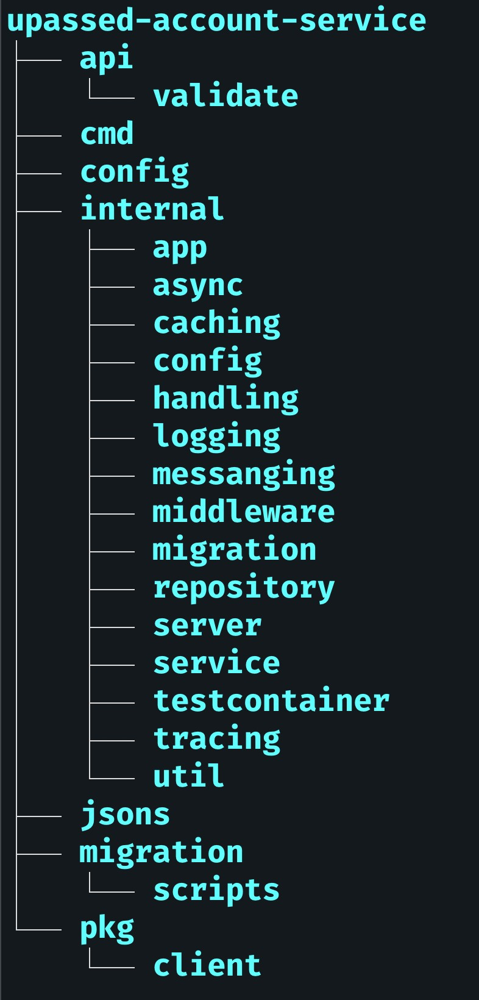 upassed-account-service
api
validate
cmd
config
internal
app
async
caching
config
handling
logging
messanging
middleware
migration
repository
server
service
testcontainer
tracing
util
jsons
migration
scripts
pkg
client